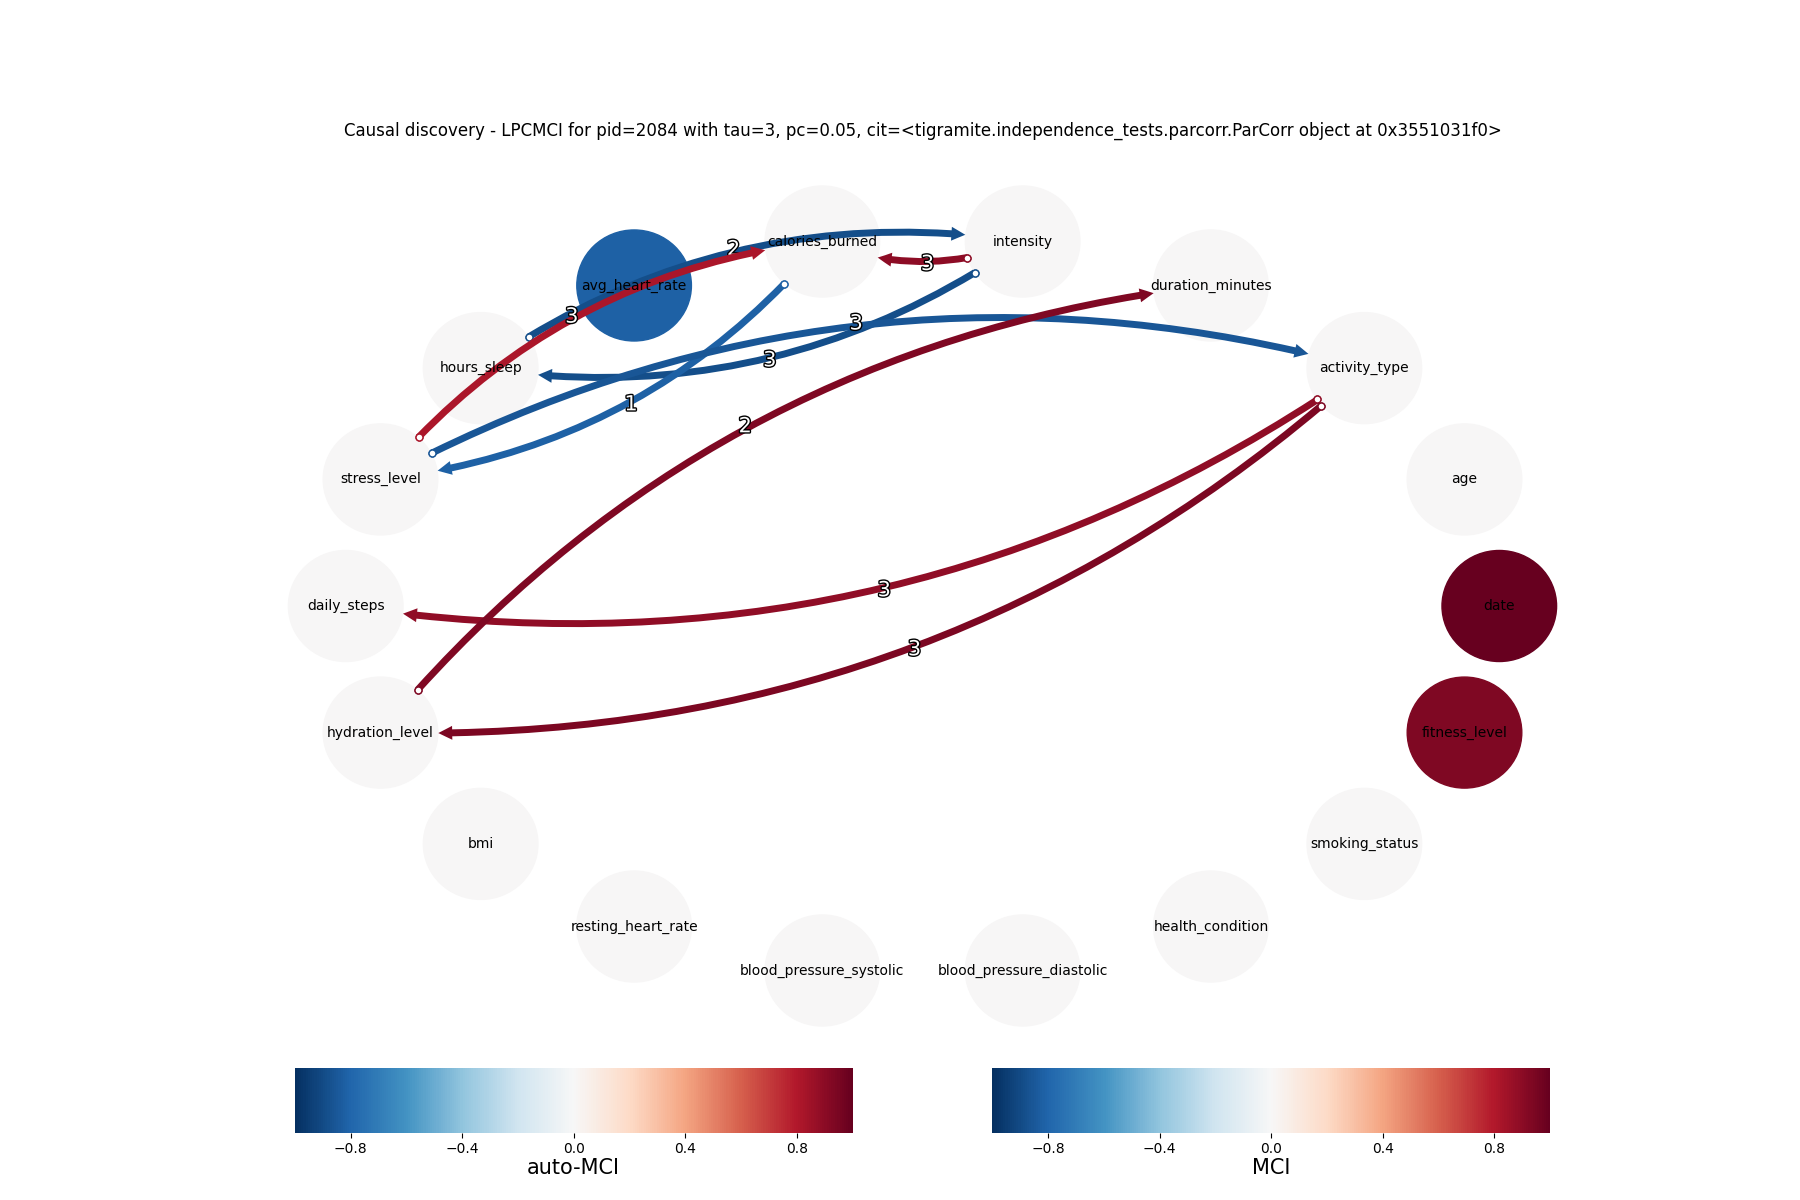 Causal discovery - LPCMCI for pid=2084 with tau=3, pc=0.05, cit=<tigramite.independence_tests.parcorr.ParCorr object at 0x3551031f0>
calories_burned
intensity
2
3
avg_heart_rate
duration_minutes
3
3
3
hours_sleep
activity_type
1
2
stress_level
age
3
daily_steps
date
3
hydration_level
fitness_level
bmi
smoking_status
resting_heart_rate
health_condition
blood_pressure_systolic
blood_pressure_diastolic
−0.8 −0.4 0.0 0.4 0.8
auto-MCI
−0.8 −0.4 0.0 0.4 0.8
MCI